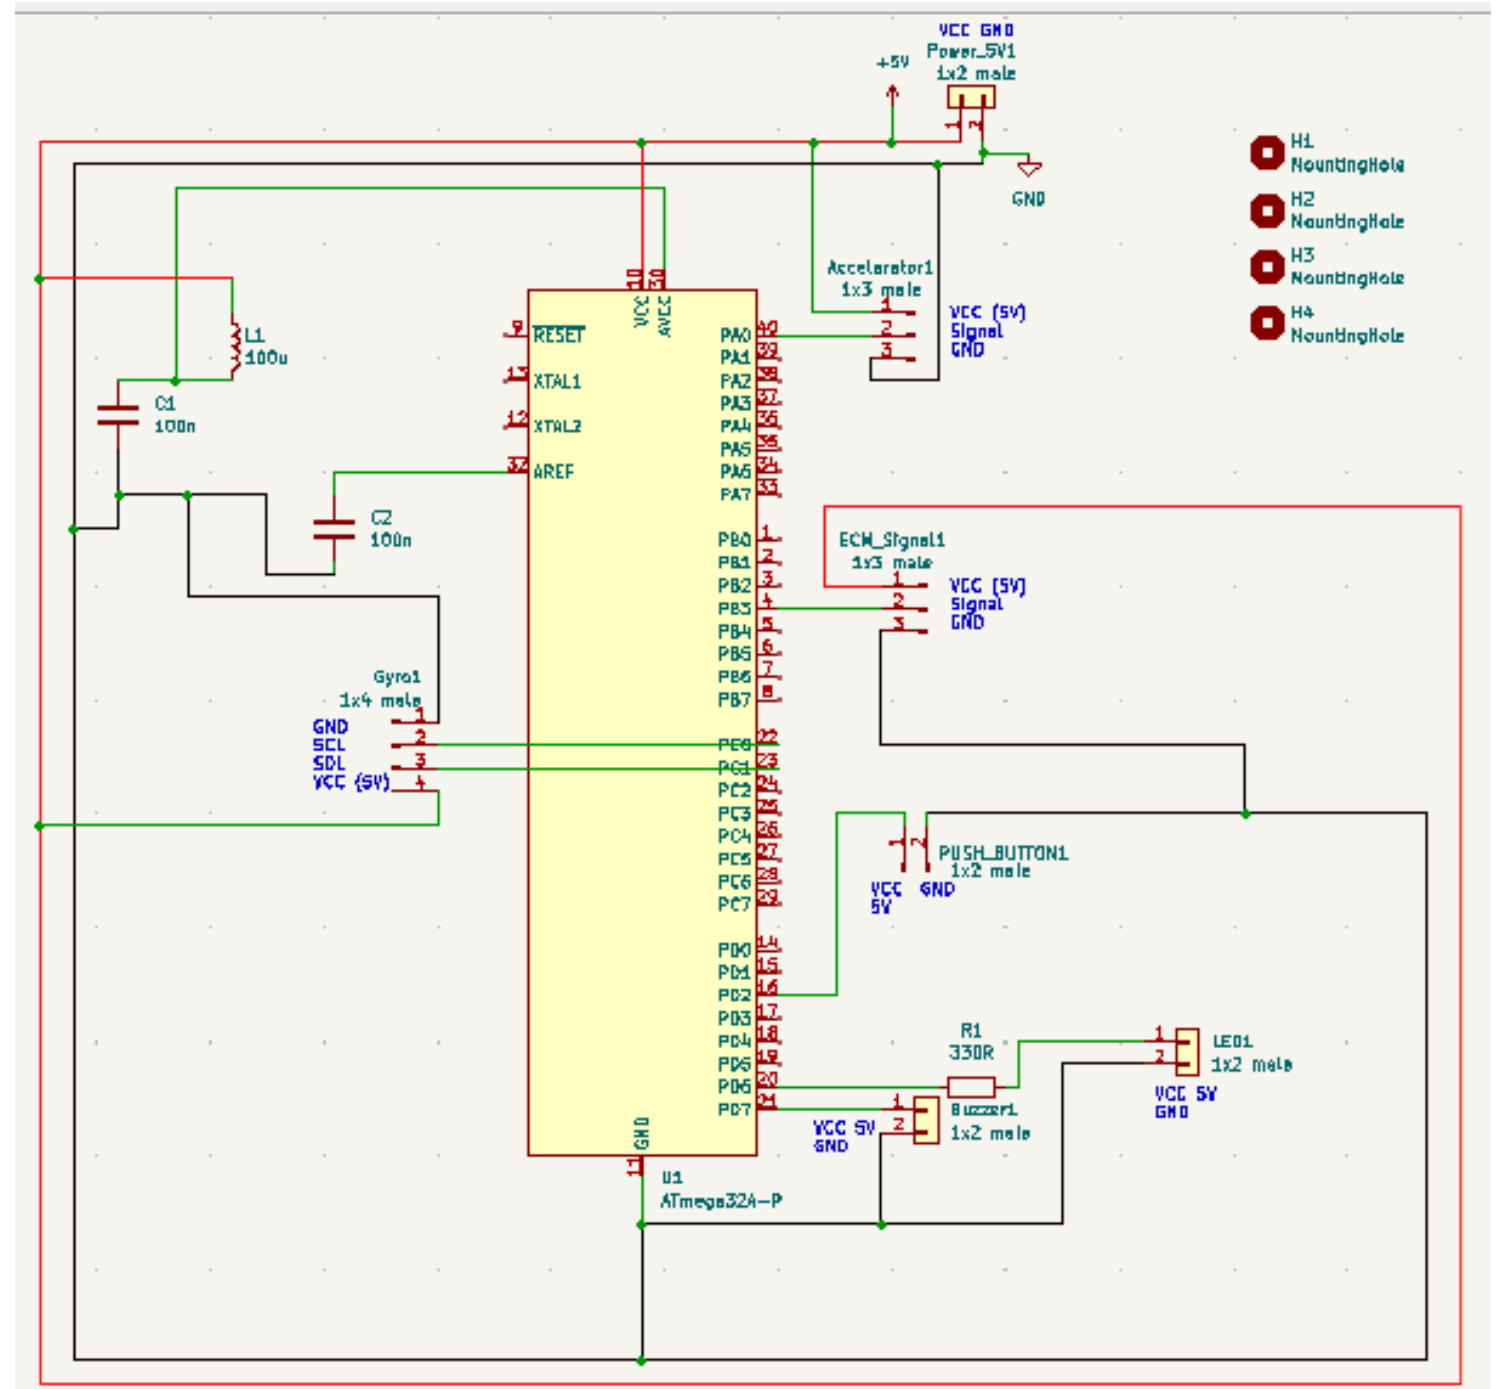 VCC GND
Power_5V1
1x2 male
+5V
1 2
GND
H1
MountingHole
H2
MountingHole
H3
MountingHole
H4
MountingHole
Accelarator1
1x3 male
1
2
3
VCC (5V)
Signal
GND
L1
100u
C1
100n
C2
100n
10
30
VCC
AVCC
9
RESET
13
XTAL1
12
XTAL2
32
AREF
PA0 40
PA1 39
PA2 38
PA3 37
PA4 36
PA5 35
PA6 34
PA7 33
PB0 1
PB1 2
PB2 3
PB3 4
PB4 5
PB5 6
PB6 7
PB7 8
PC0 22
PC1 23
PC2 24
PC3 25
PC4 26
PC5 27
PC6 28
PC7 29
PD0 14
PD1 15
PD2 16
PD3 17
PD4 18
PD5 19
PD6 20
PD7 21
GND
11
U1
ATmega32A-P
ECM_Signal1
1x3 male
1
2
3
VCC (5V)
Signal
GND
Gyro1
1x4 male
1
2
3
4
GND
SCL
SDL
VCC (5V)
1 2
PUSH_BUTTON1
1x2 male
VCC GND
5V
R1
330R
1
2
LED1
1x2 male
VCC 5V
GND
1
2
Buzzer1
1x2 male
VCC 5V
GND